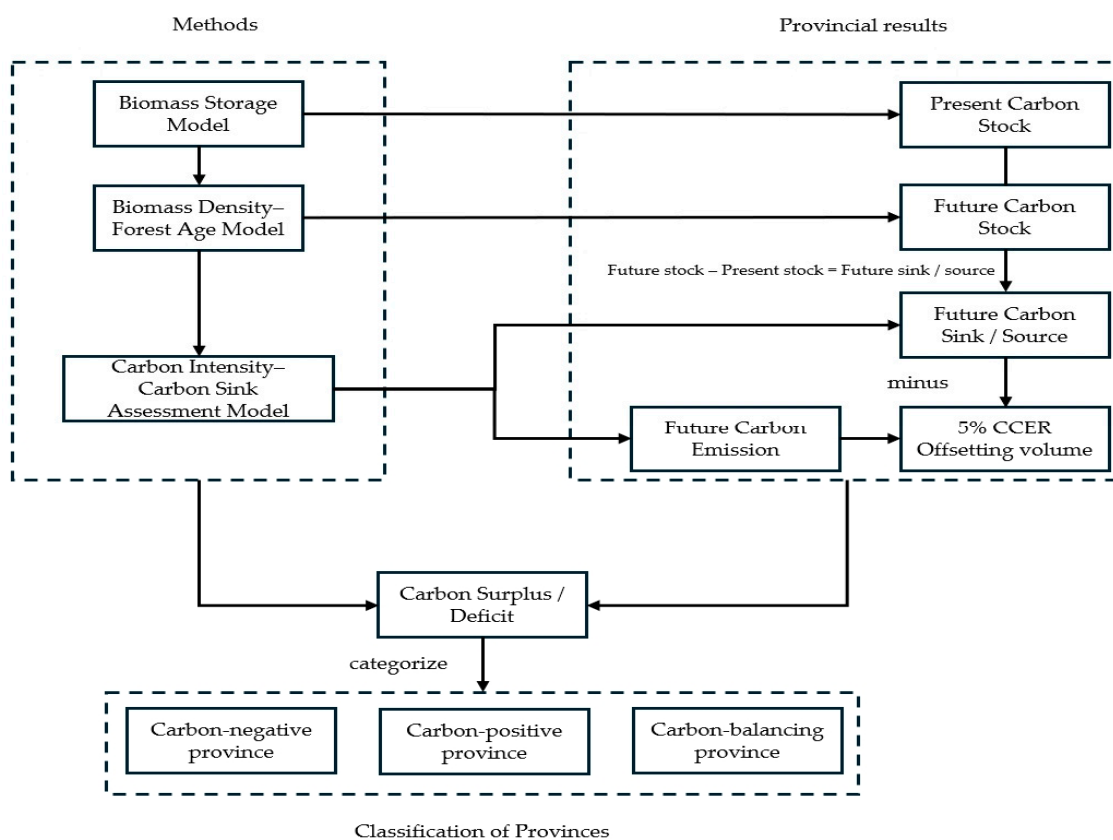 Methods
Provincial results
Biomass Storage
Model
Present Carbon
Stock
Biomass Density–
Forest Age Model
Future Carbon
Stock
Future stock – Present stock = Future sink / source
Carbon Intensity–
Carbon Sink
Assessment Model
Future Carbon
Sink / Source
minus
Future Carbon
Emission
5% CCER
Offsetting volume
Carbon Surplus /
Deficit
categorize
Carbon-negative
province
Carbon-positive
province
Carbon-balancing
province
Classification of Provinces